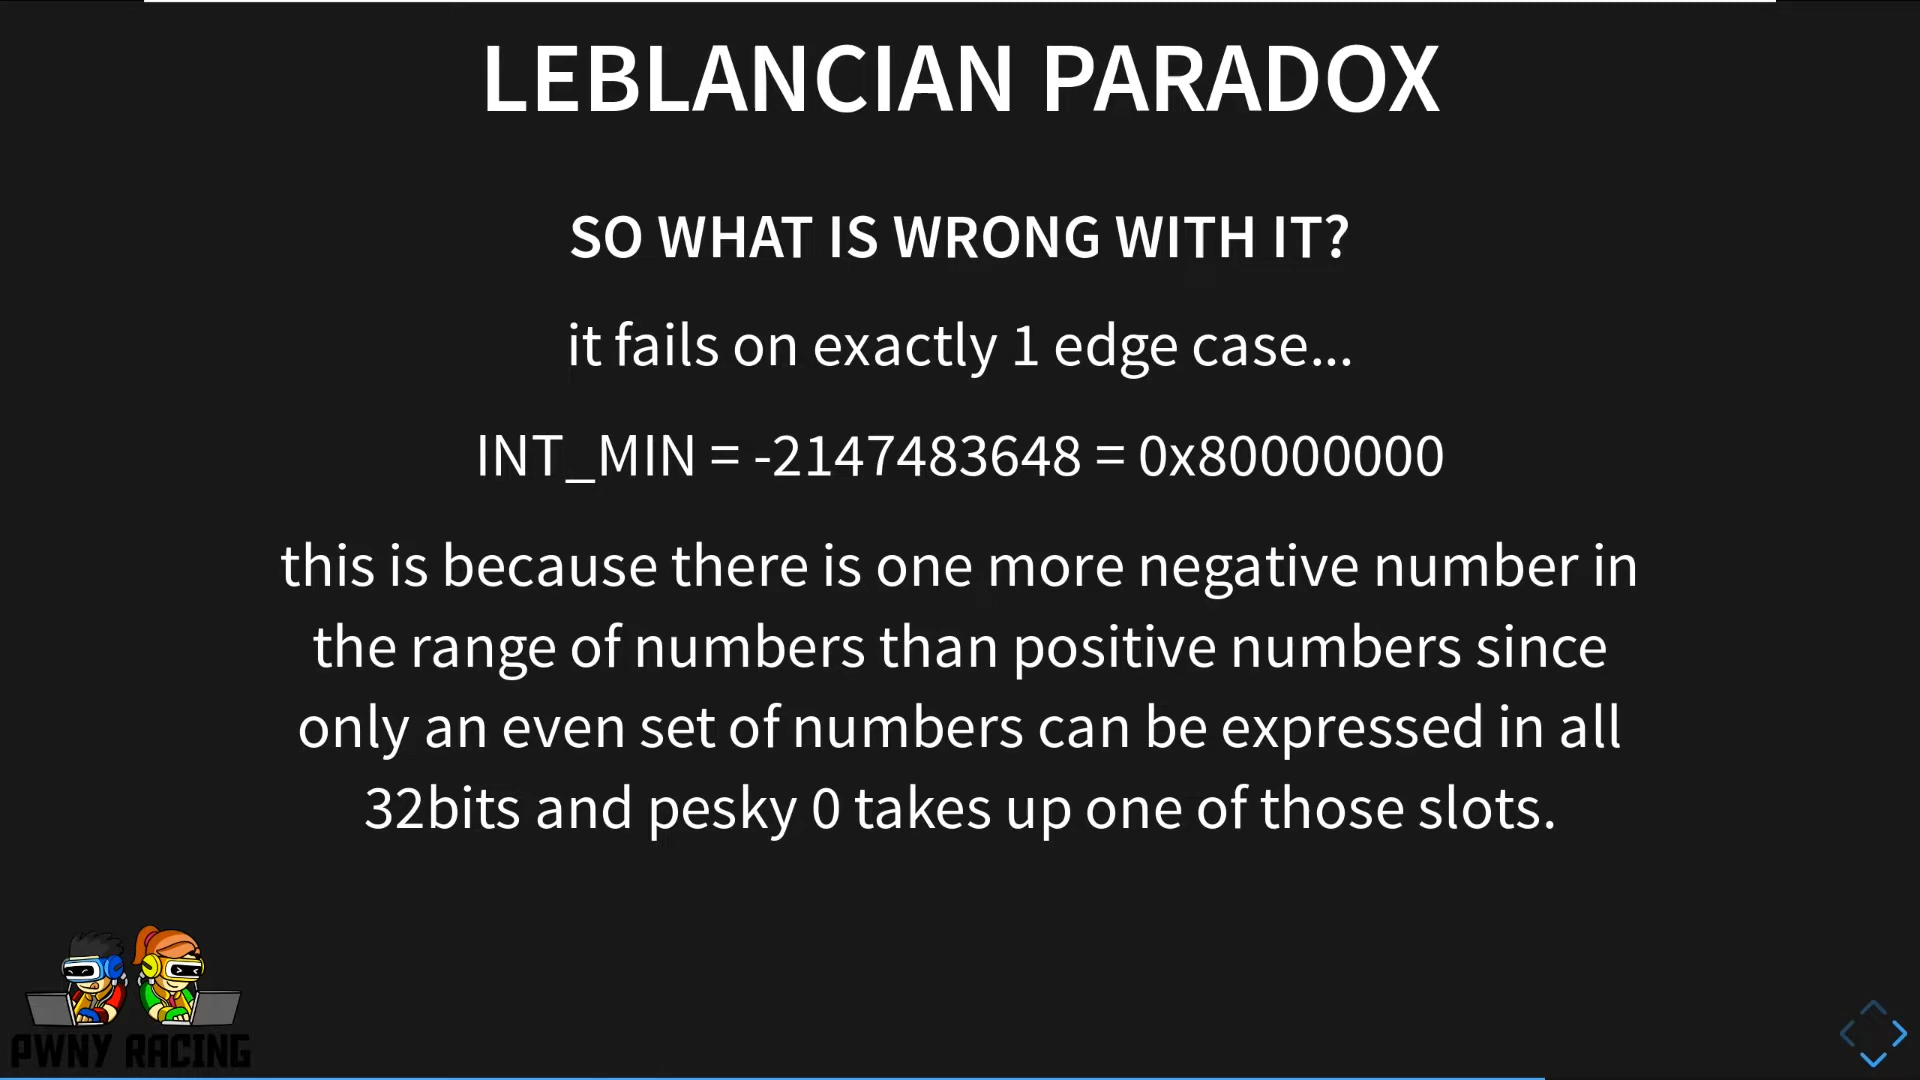 LEBLANCIAN PARADOX
SO WHAT IS WRONG WITH IT?
it fails on exactly 1 edge case...
INT_MIN = -2147483648 = 0x80000000
this is because there is one more negative number in
the range of numbers than positive numbers since
only an even set of numbers can be expressed in all
32bits and pesky 0 takes up one of those slots.
PWNY RACING